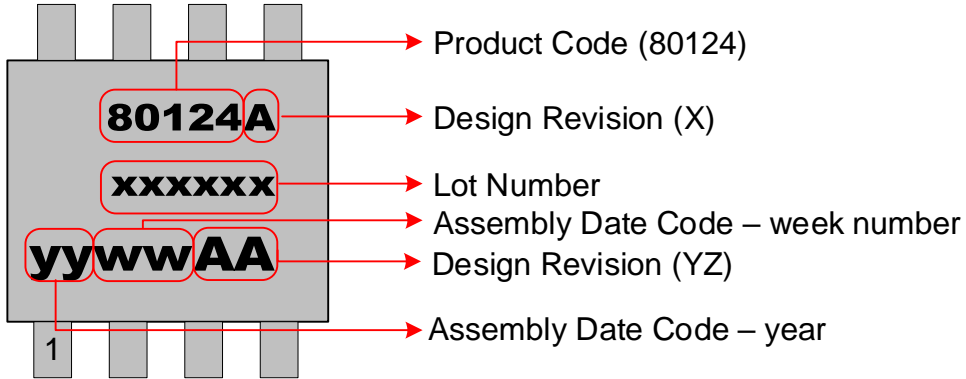 80124A
xxxxxx
yywwAA
1
Product Code (80124)
Design Revision (X)
Lot Number
Assembly Date Code – week number
Design Revision (YZ)
Assembly Date Code – year